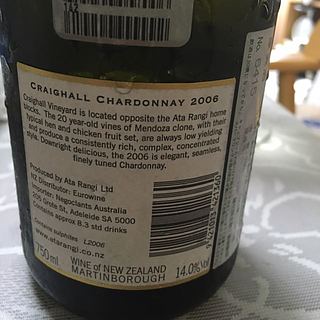 CRAIGHALL CHARDONNAY 2006
Craighall Vineyard is located opposite the Ata Rangi home
blocks. The 20 year-old vines of Mendoza clone, with their
typical hen and chicken fruit set, are always low yielding
and produce a consistently rich, complex, concentrated
style. Downright delicious, the 2006 is elegant, seamless,
finely tuned Chardonnay.
Produced by Ata Rangi Ltd
NZ Distributor: Eurowine
Importer: Negociants Australia
205 Grote St, Adeleide SA 5000
Contains approx 8.3 std drinks
Contains sulphites L2006
www.atarangi.co.nz
750ml WINE OF NEW ZEALAND 14.0% Vol
MARTINBOROUGH